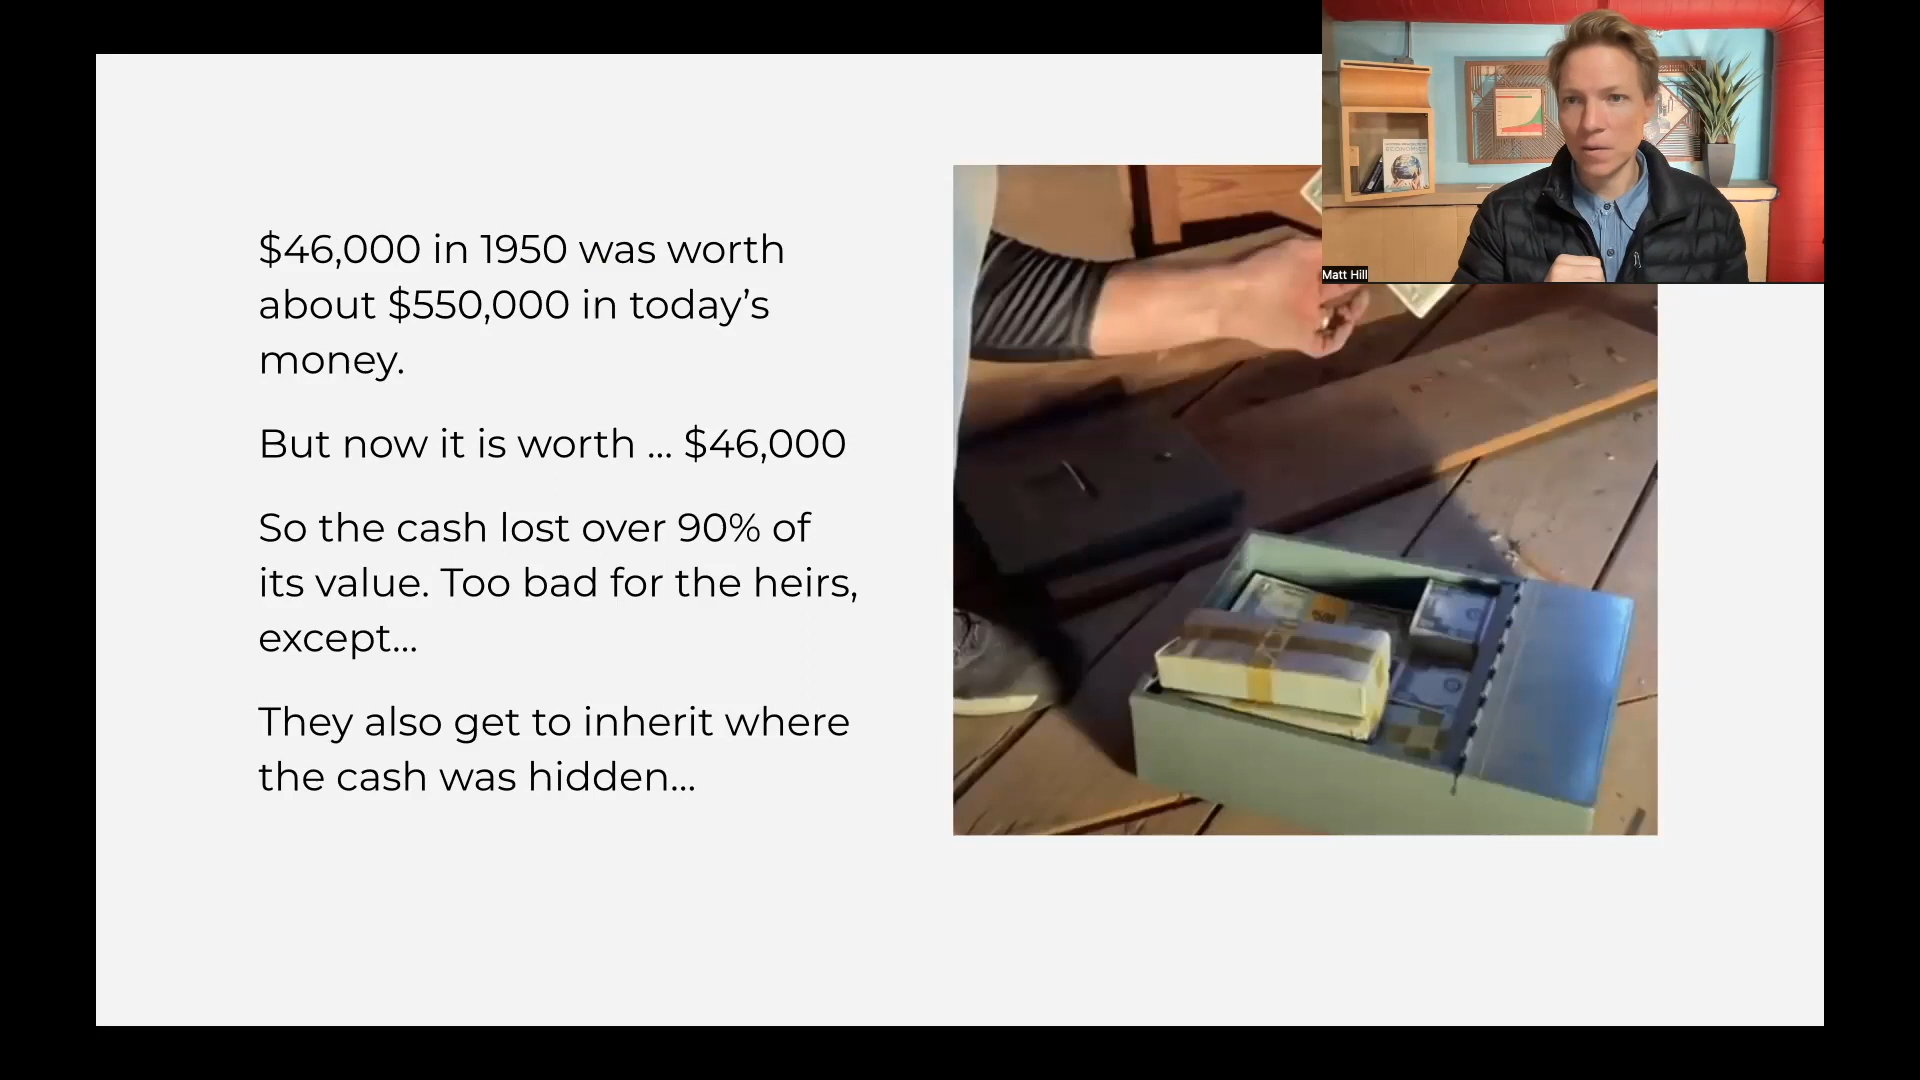 $46,000 in 1950 was worth
about $550,000 in today's
money.
But now it is worth ... $46,000
So the cash lost over 90% of
its value. Too bad for the heirs,
except...
They also get to inherit where
the cash was hidden...
ECONOMICS
Matt Hill